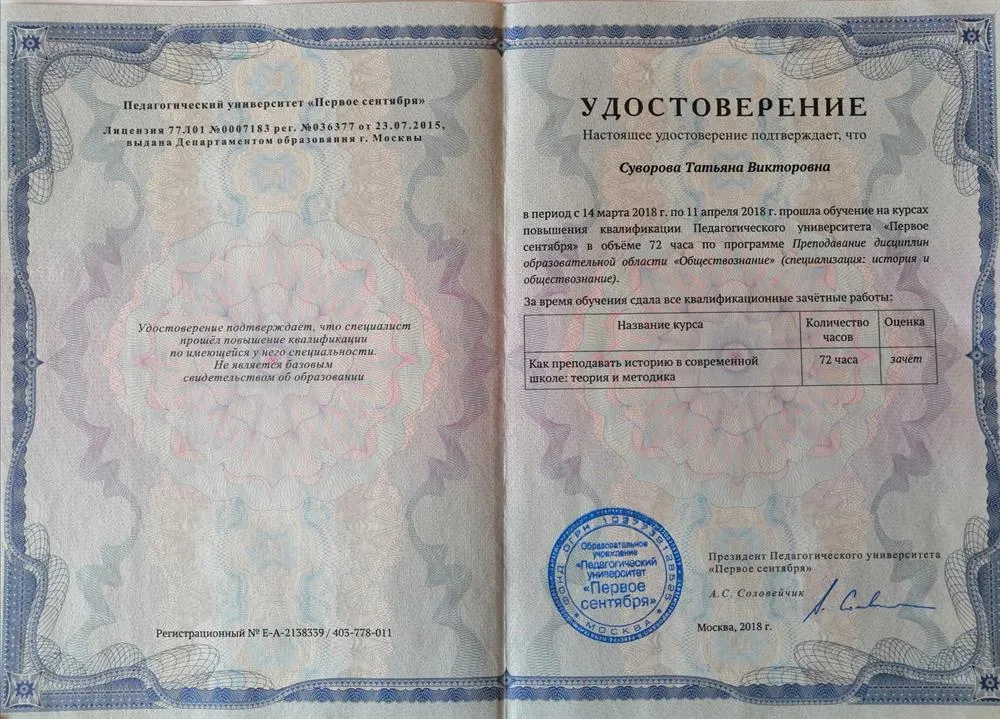 Педагогический университет «Первое сентября»
Лицензия 77Л01 №0007183 рег. №036377 от 23.07.2015,
выдана Департаментом образования г. Москвы
Удостоверение подтверждает, что специалист
прошёл повышение квалификации
по имеющейся у него специальности.
Не является базовым
свидетельством об образовании
Регистрационный № Е-А-2138339 / 403-778-011
УДОСТОВЕРЕНИЕ
Настоящее удостоверение подтверждает, что
Суворова Татьяна Викторовна
в период с 14 марта 2018 г. по 11 апреля 2018 г. прошла обучение на курсах
повышения квалификации Педагогического университета «Первое
сентября» в объёме 72 часа по программе Преподавание дисциплин
образовательной области «Обществознание» (специализация: история и
обществознание).
За время обучения сдала все квалификационные зачётные работы:
Название курса
Количество часов
Оценка
Как преподавать историю в современной
школе: теория и методика
72 часа
зачёт
ФОНД ОГРН 1027739128525
Образовательное
учреждение
«Педагогический
университет
«Первое
сентября»
МОСКВА
Президент Педагогического университета
«Первое сентября»
А.С. Соловейчик
Москва, 2018 г.